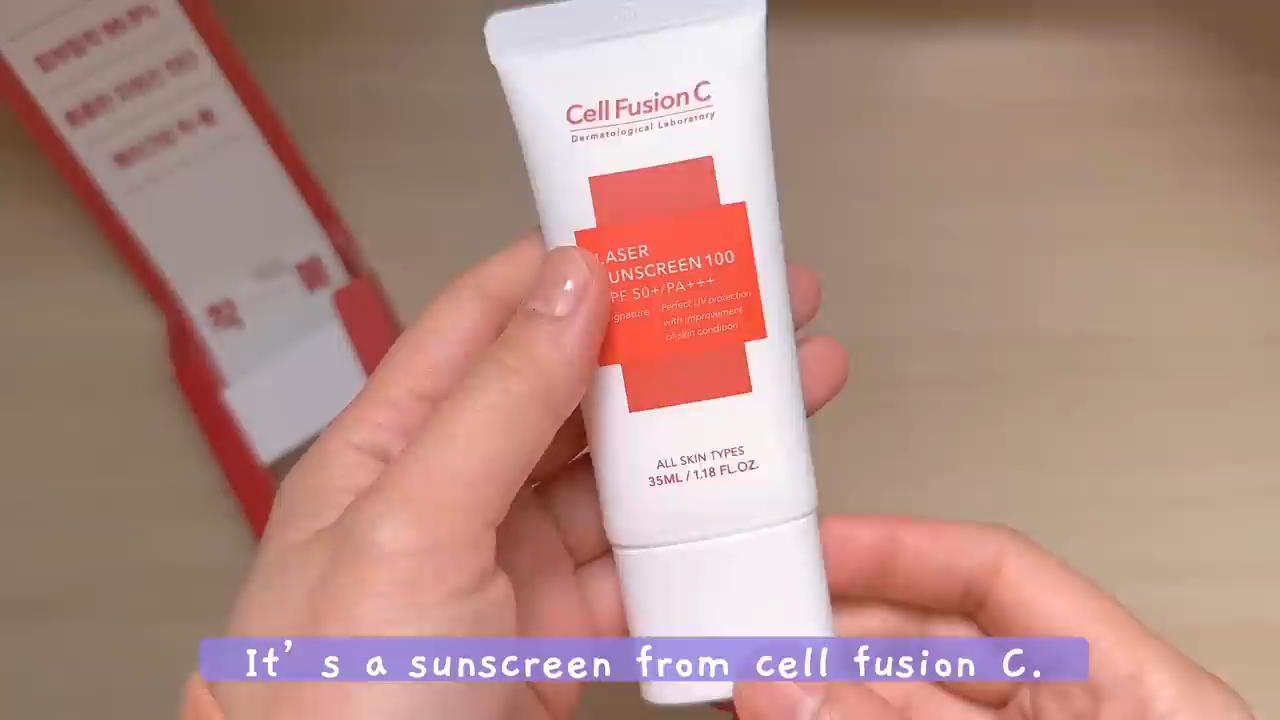 Cell Fusion C
Dermatological Laboratory
LASER
UNSCREEN 100
PF 50+/PA+++
ignature
Perfect UV protection
with improvement
of skin condition
ALL SKIN TYPES
35ML / 1.18 FL.OZ.
It's a sunscreen from cell fusion C.